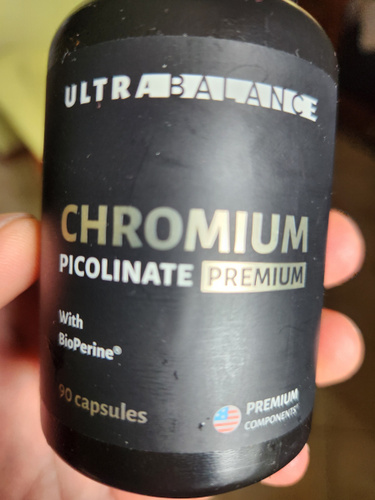 ULTRABALANCE
CHROMIUM
PICOLINATE PREMIUM
With
BioPerine®
90 capsules
PREMIUM
COMPONENTS